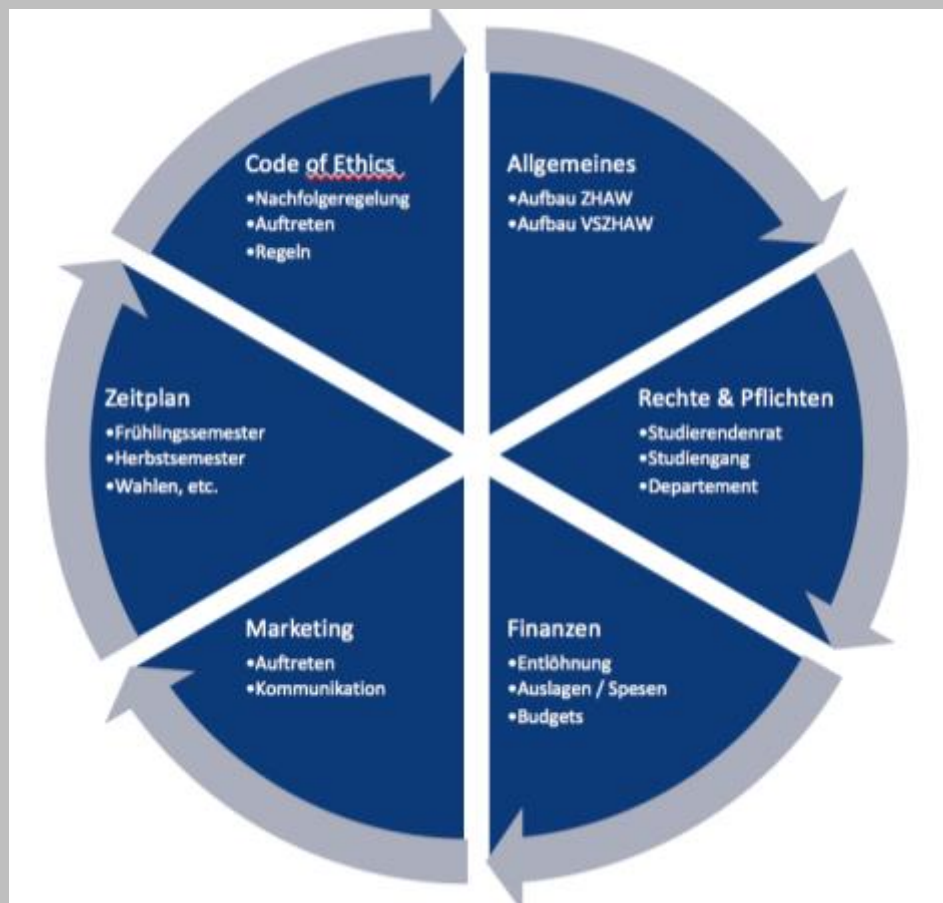 Code of Ethics
•Nachfolgeregelung
•Auftreten
•Regeln
Allgemeines
•Aufbau ZHAW
•Aufbau VSZHAW
Rechte & Pflichten
•Studierendenrat
•Studiengang
•Departement
Finanzen
•Entlöhnung
•Auslagen / Spesen
•Budgets
Marketing
•Auftreten
•Kommunikation
Zeitplan
•Frühlingssemester
•Herbstsemester
•Wahlen, etc.